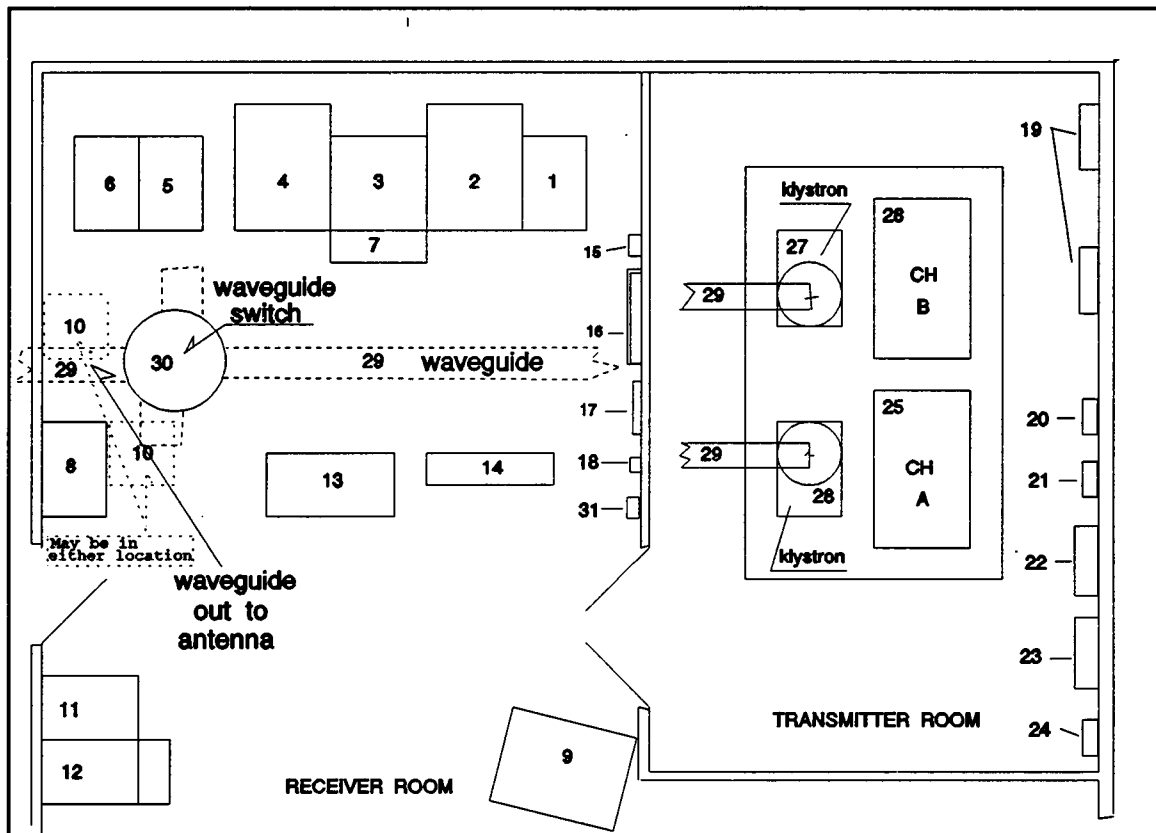 19
6
5
4
3
2
1
7
15
klystron
27
26
CH
B
29
waveguide
switch
10
30
29
29
waveguide
16
17
25
CH
A
20
8
10
13
14
18
29
28
21
31
May be in
either location
klystron
22
waveguide
out to
antenna
23
11
12
9
RECEIVER ROOM
TRANSMITTER ROOM
24